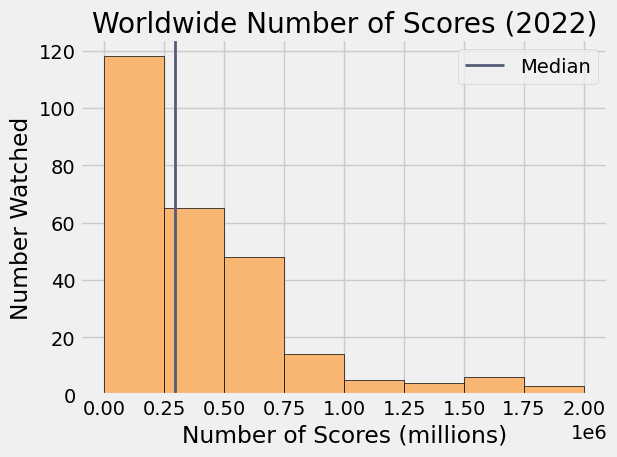 Worldwide Number of Scores (2022)
Median
Number Watched
120
100
80
60
40
20
0
0.00 0.25 0.50 0.75 1.00 1.25 1.50 1.75 2.00
1e6
Number of Scores (millions)